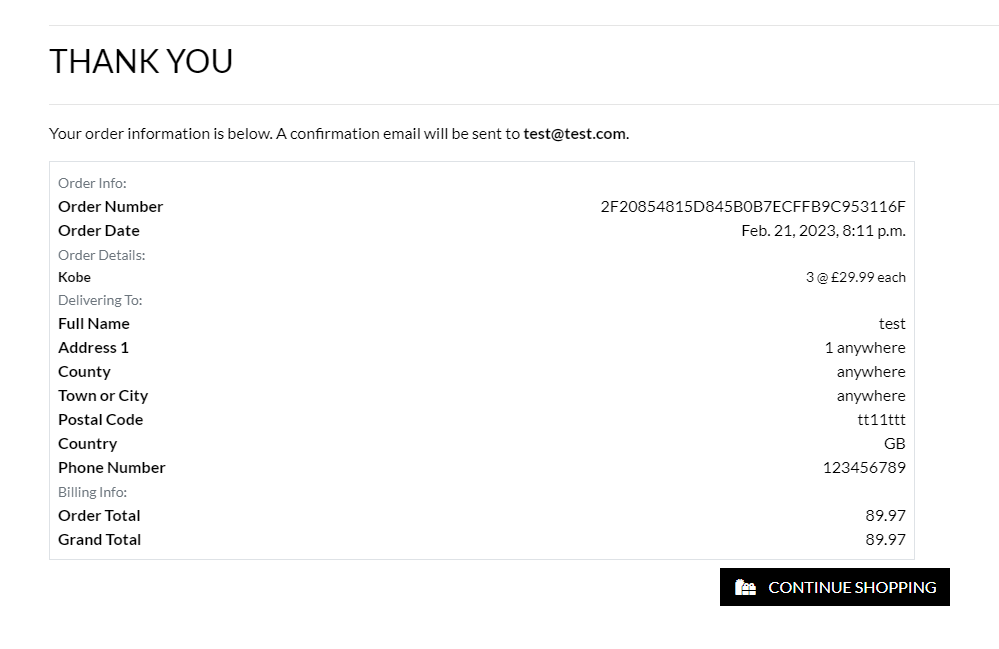 THANK YOU
Your order information is below. A confirmation email will be sent to test@test.com.
Order Info:
Order Number 2F20854815D845B0B7ECFFB9C953116F
Order Date Feb. 21, 2023, 8:11 p.m.
Order Details:
Kobe 3 @ £29.99 each
Delivering To:
Full Name test
Address 1 1 anywhere
County anywhere
Town or City anywhere
Postal Code tt11ttt
Country GB
Phone Number 123456789
Billing Info:
Order Total 89.97
Grand Total 89.97
CONTINUE SHOPPING